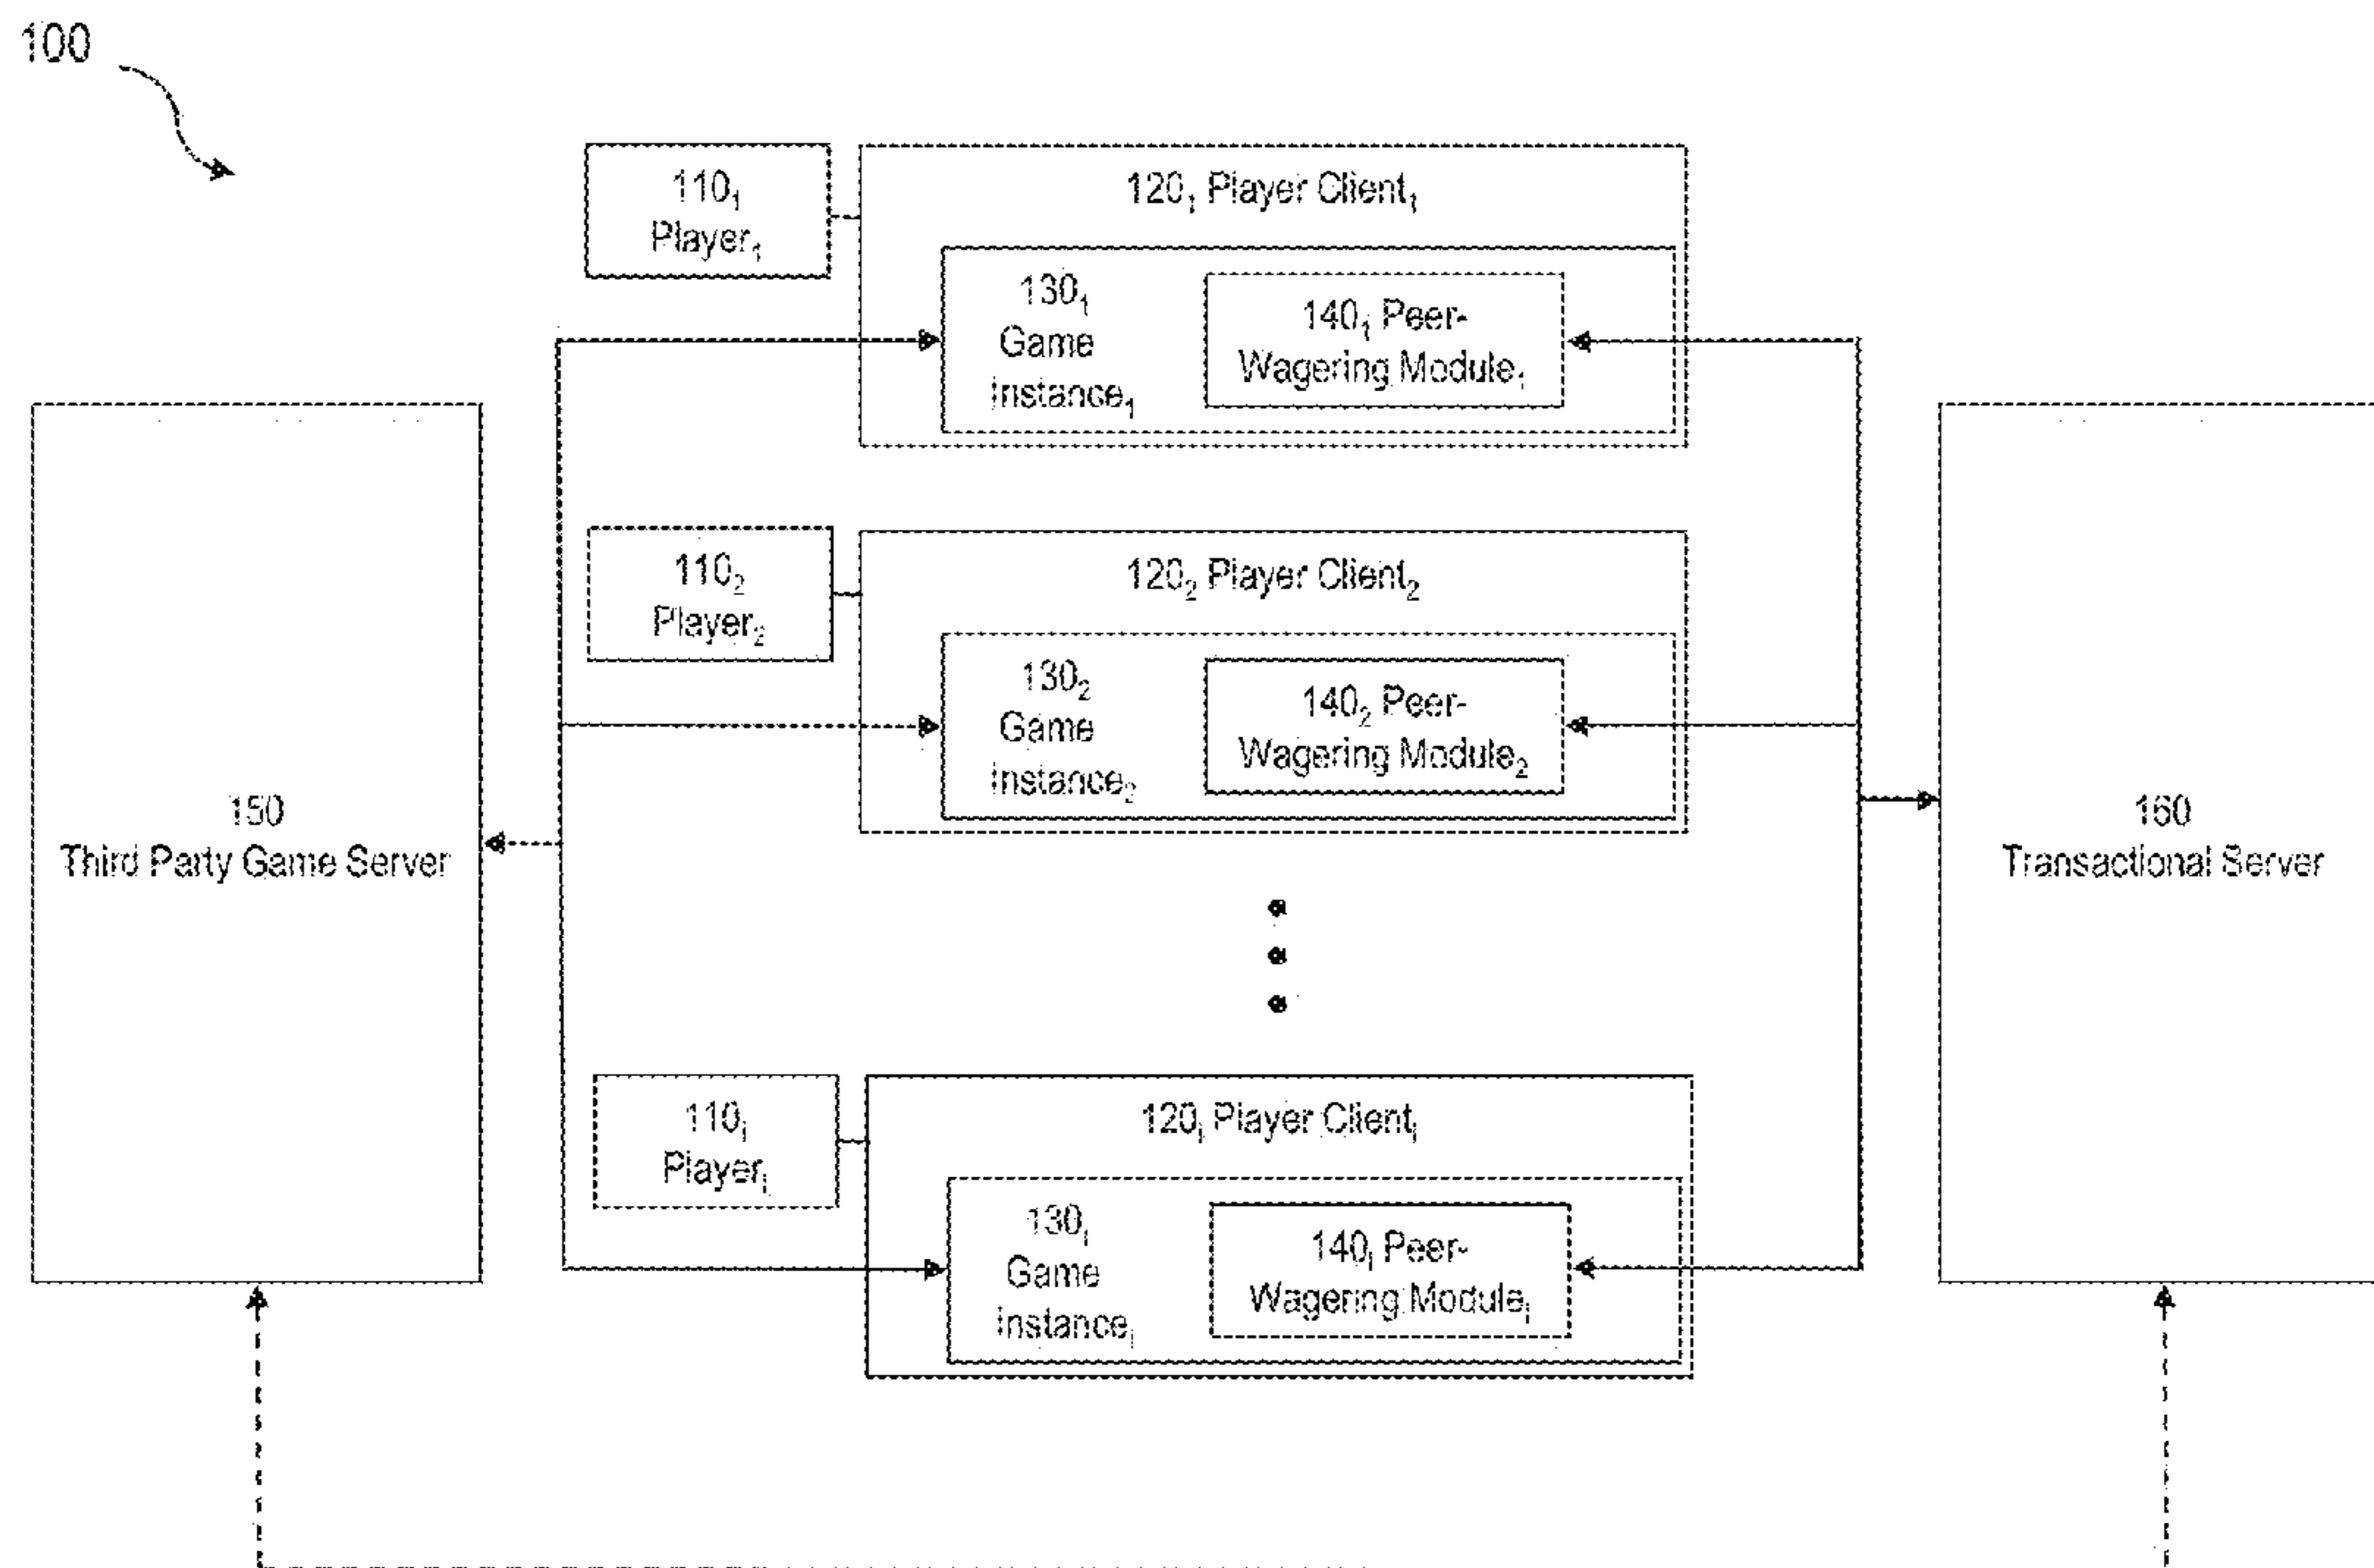 100
110₁
Player₁
120₁ Player Client₁
130₁
Game
Instance₁
140₁ Peer-
Wagering Module₁
110₂
Player₂
120₂ Player Client₂
130₂
Game
Instance₂
140₂ Peer-
Wagering Module₂
150
Third Party Game Server
160
Transactional Server
110ᵢ
Playerᵢ
120ᵢ Player Clientᵢ
130ᵢ
Game
Instanceᵢ
140ᵢ Peer-
Wagering Moduleᵢ